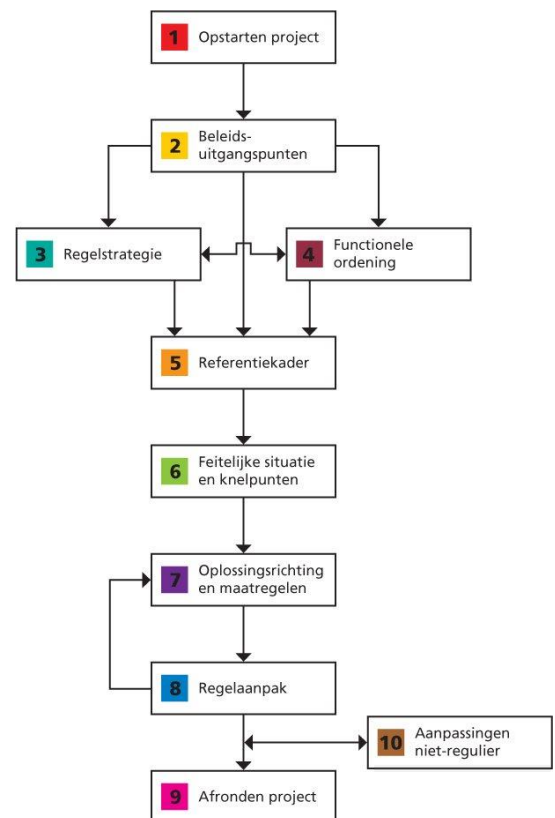 1 Opstarten project
2 Beleids-
uitgangspunten
3 Regelstrategie
4 Functionele
ordening
5 Referentiekader
6 Feitelijke situatie
en knelpunten
7 Oplossingsrichting
en maatregelen
8 Regelaanpak
10 Aanpassingen
niet-regulier
9 Afronden project